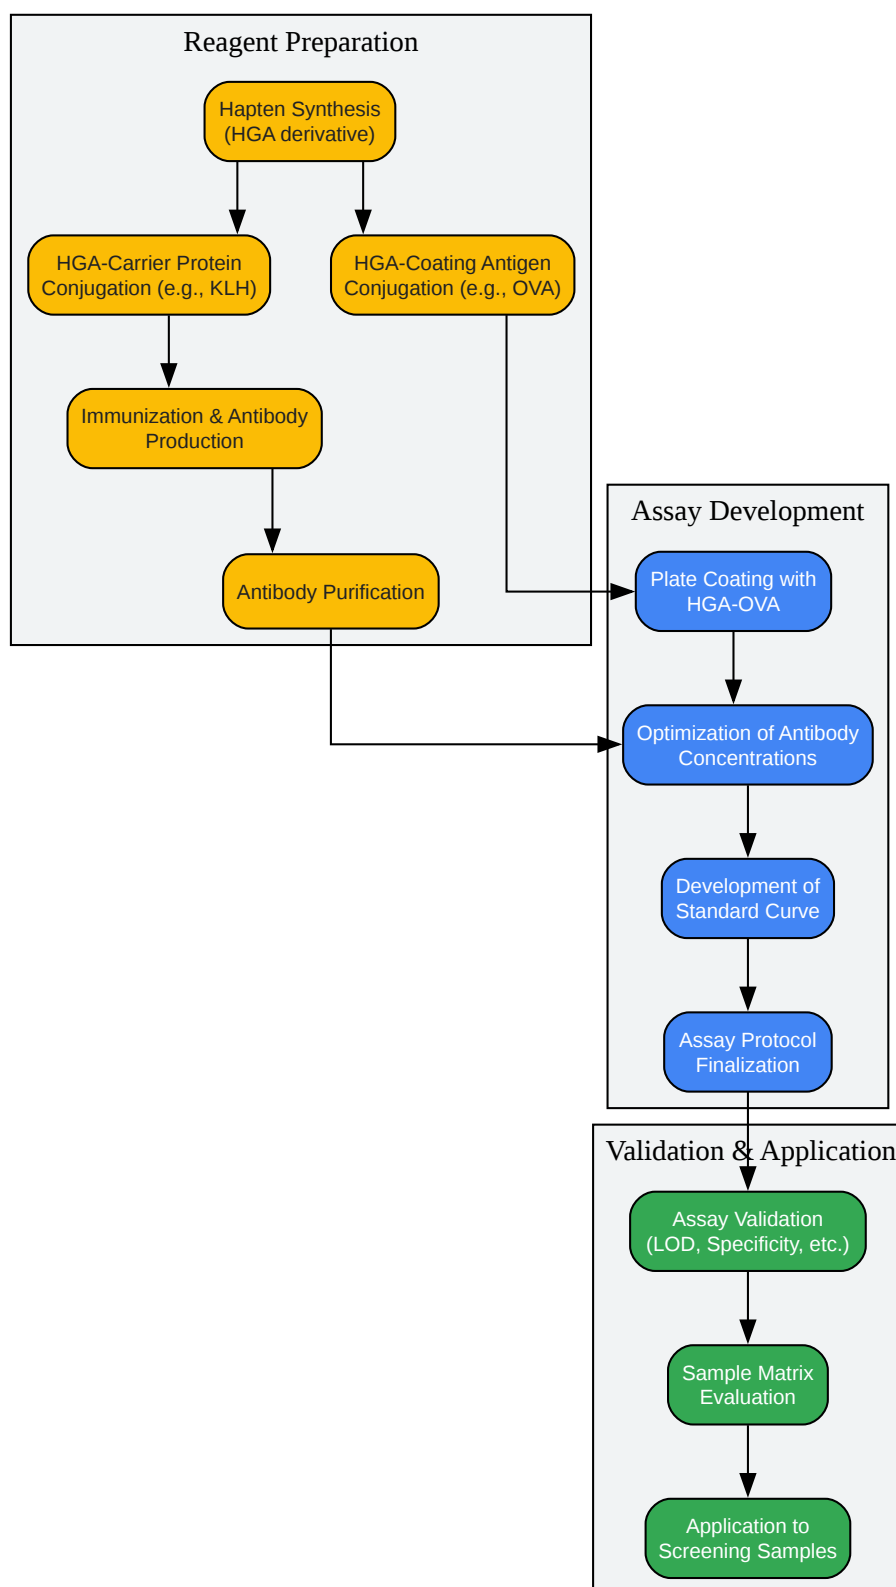 Reagent Preparation
Hapten Synthesis
(HGA derivative)
HGA-Carrier Protein
Conjugation (e.g., KLH)
HGA-Coating Antigen
Conjugation (e.g., OVA)
Immunization & Antibody
Production
Antibody Purification
Assay Development
Plate Coating with
HGA-OVA
Optimization of Antibody
Concentrations
Development of
Standard Curve
Assay Protocol
Finalization
Validation & Application
Assay Validation
(LOD, Specificity, etc.)
Sample Matrix
Evaluation
Application to
Screening Samples